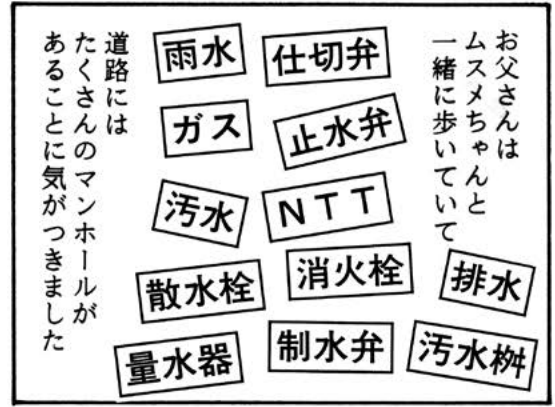 お父さんは
ムスメちゃんと
一緒に歩いていて
仕切弁
雨水
止水弁
ガス
NTT
汚水
排水
消火栓
散水栓
汚水桝
制水弁
量水器
道路には
たくさんのマンホールが
あることに気がつきました